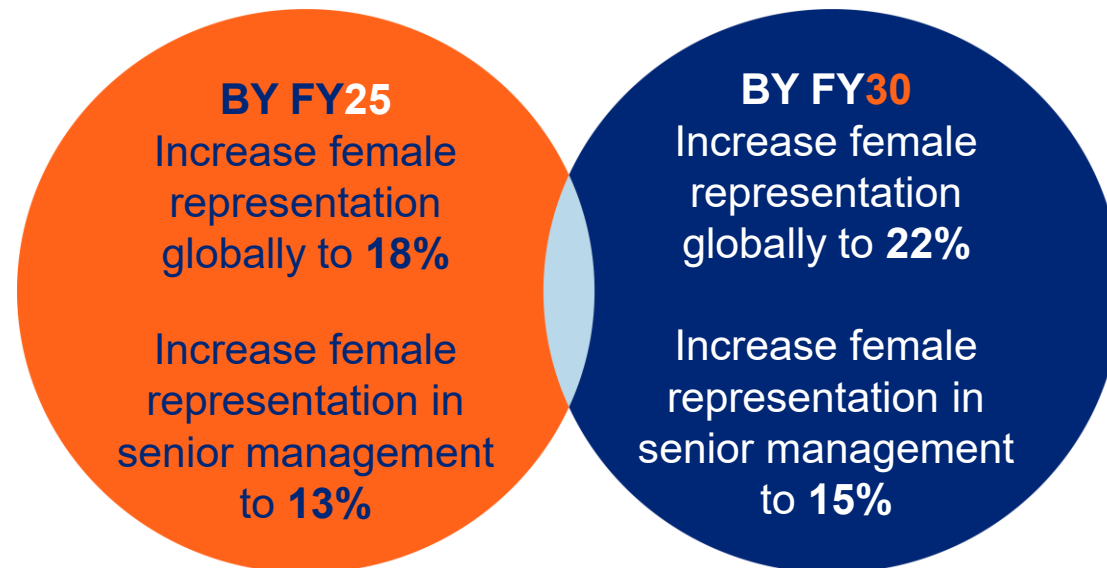 BY FY25
Increase female
representation
globally to 18%
Increase female
representation in
senior management
to 13%
BY FY30
Increase female
representation
globally to 22%
Increase female
representation in
senior management
to 15%